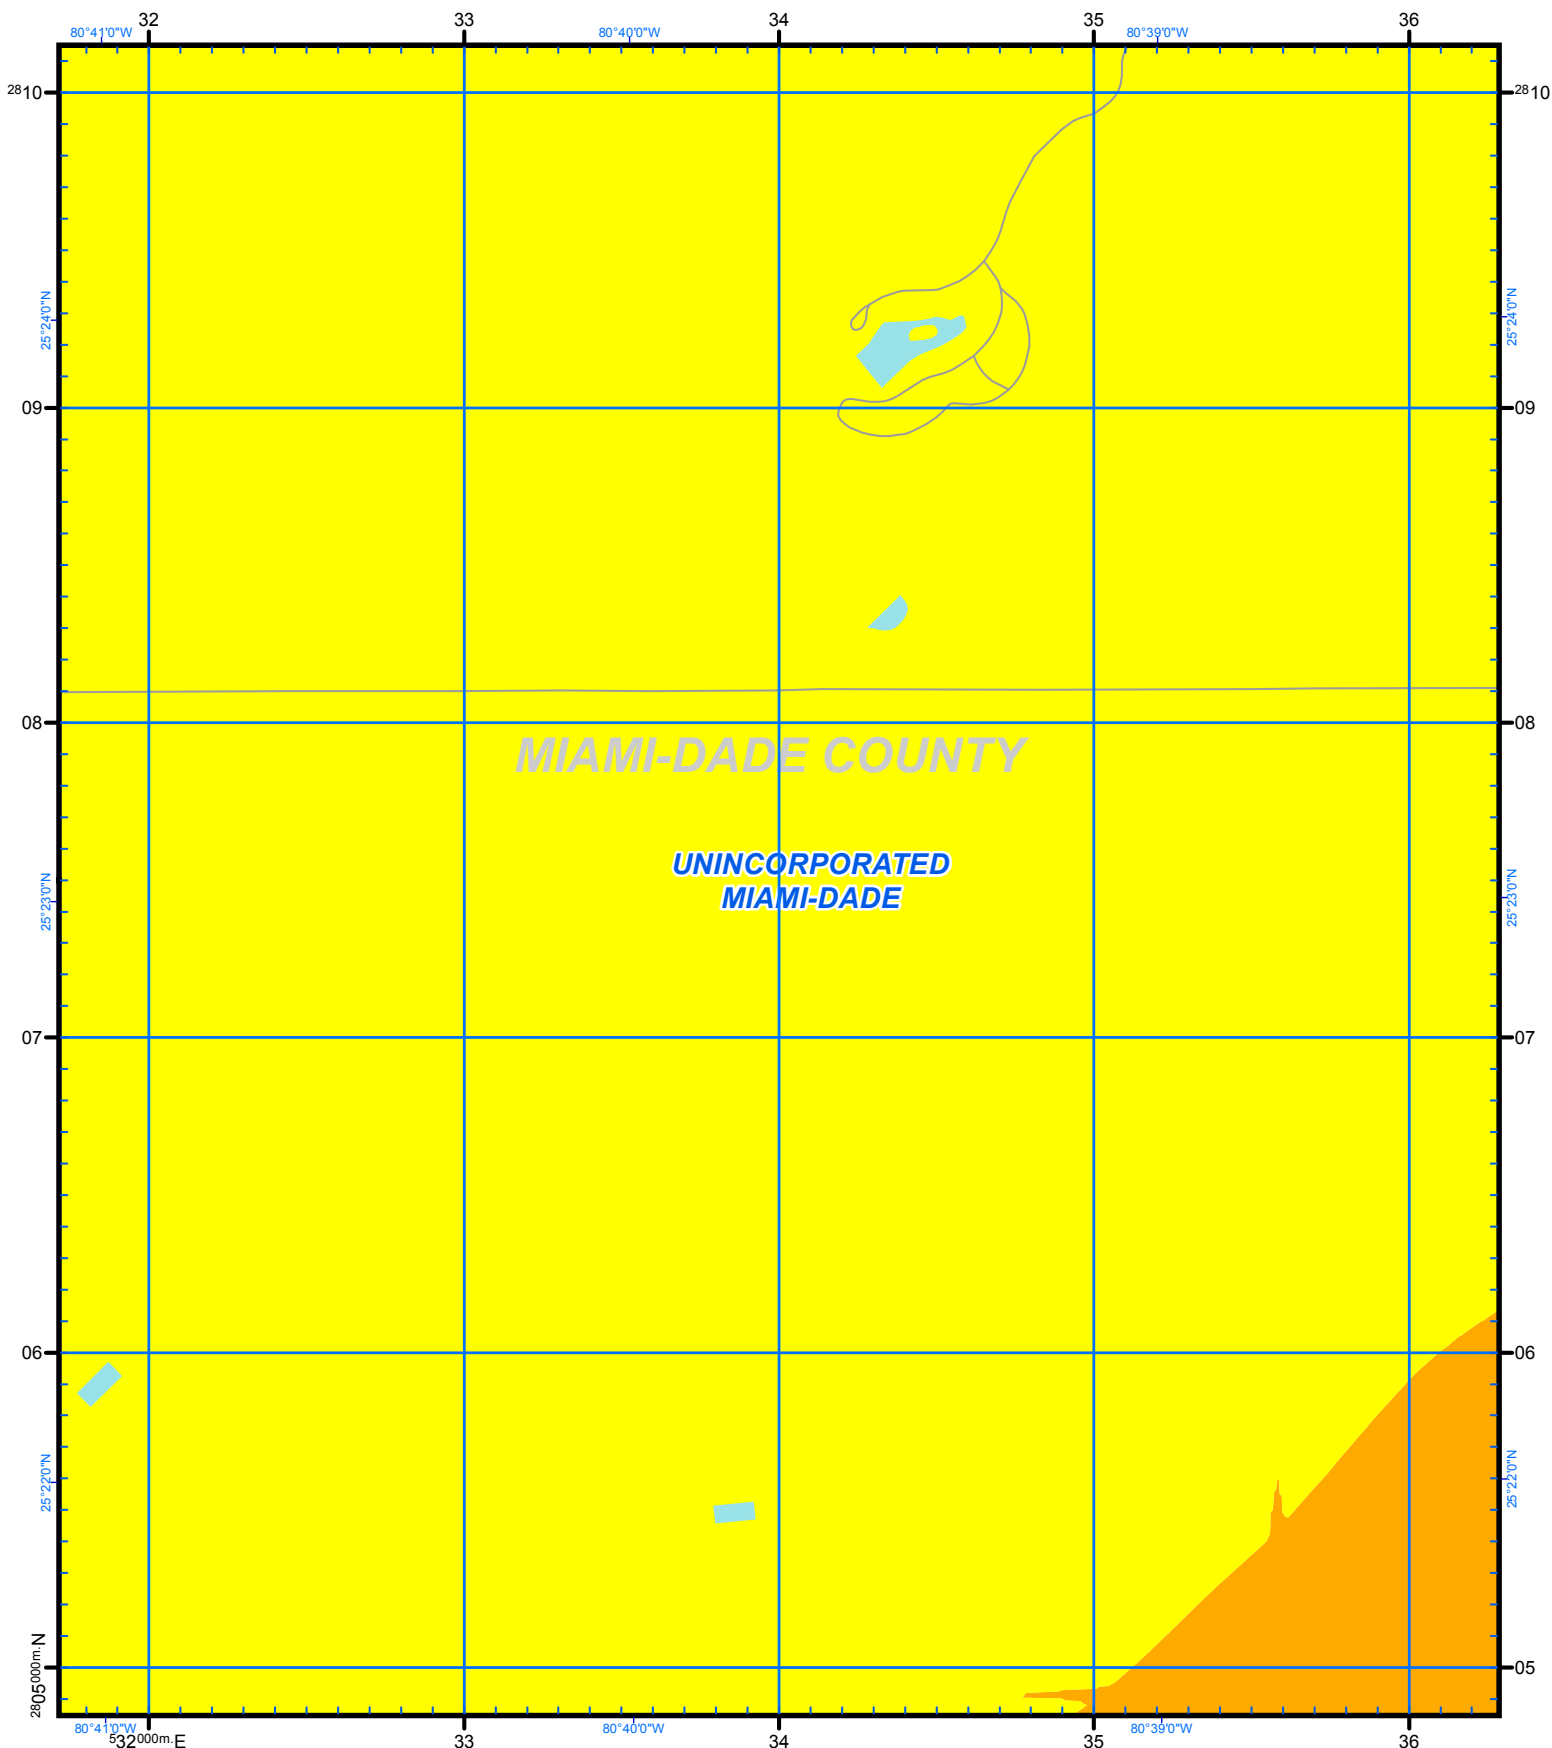 32 33 34 35 36
80°41'0"W 80°40'0"W 80°39'0"W
2810 2810
25°24'0"N 25°24'0"N
09 09
08 08
MIAMI-DADE COUNTY
UNINCORPORATED
MIAMI-DADE
25°23'0"N 25°23'0"N
07 07
06 06
25°22'0"N 25°22'0"N
2805000m.N 05
80°41'0"W 80°40'0"W 80°39'0"W
532000m.E 33 34 35 36